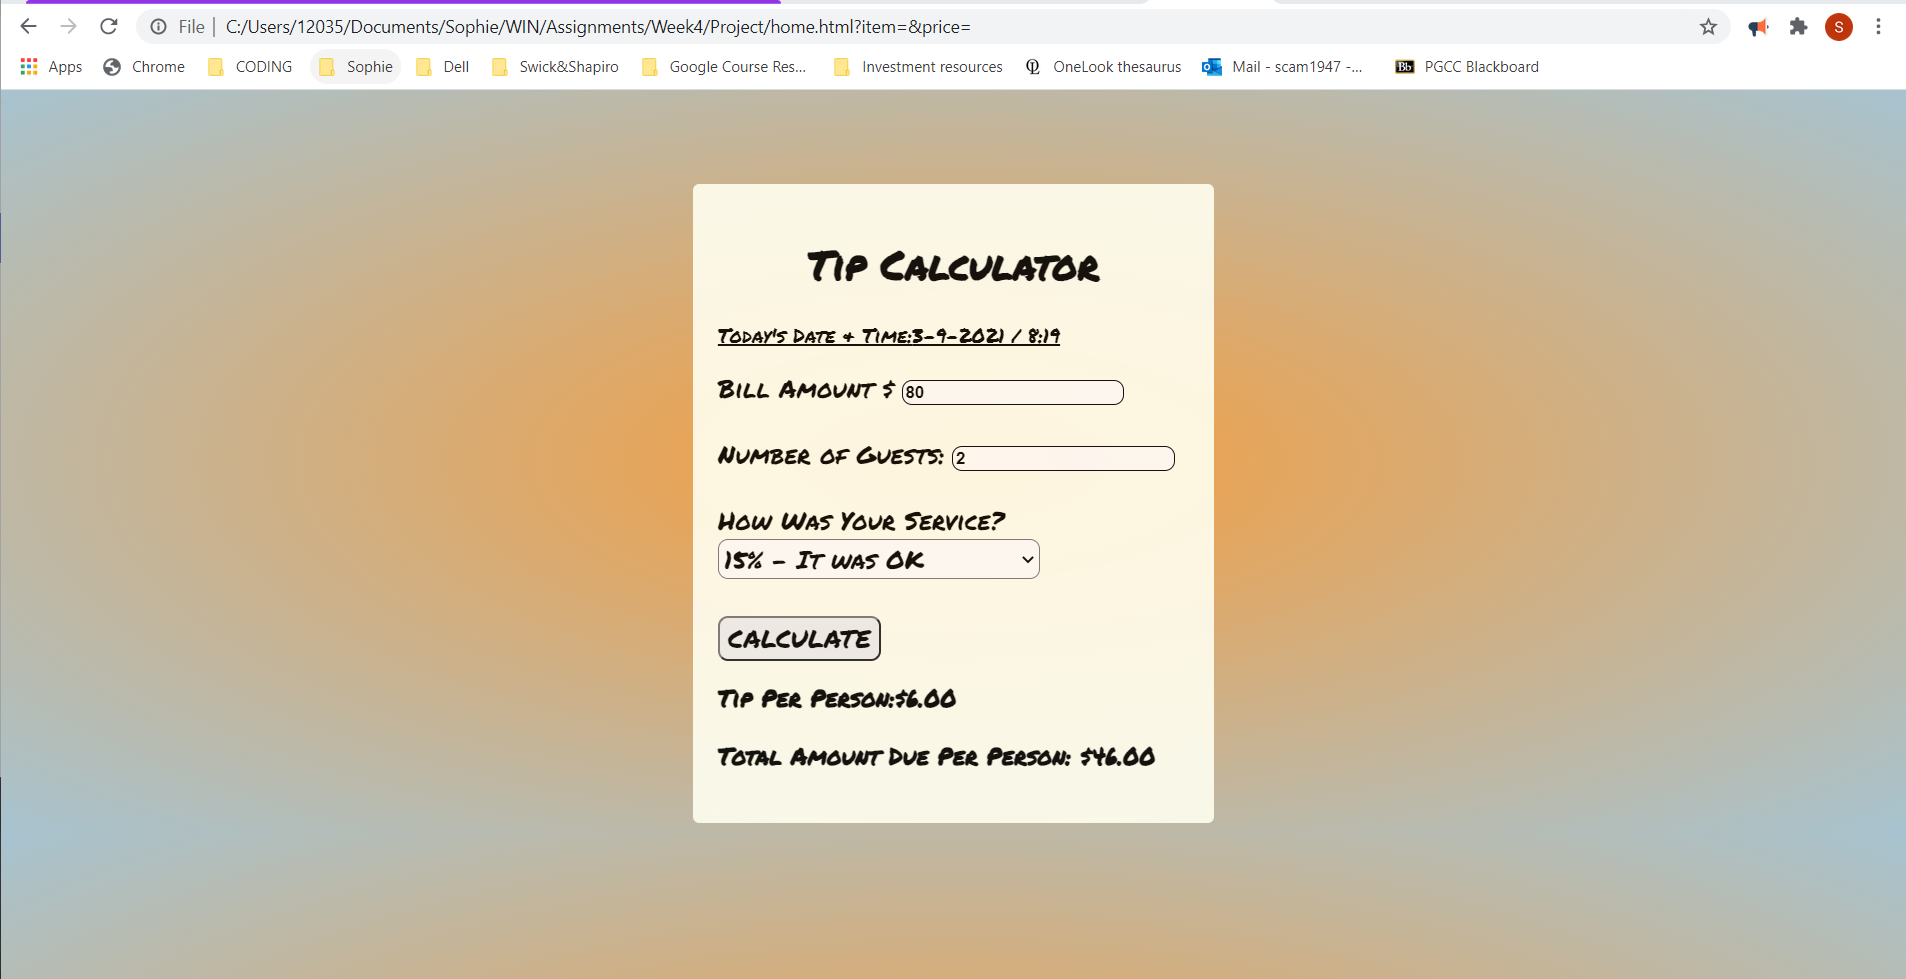 File | C:/Users/12035/Documents/Sophie/WIN/Assignments/Week4/Project/home.html?item=&price= S
Apps Chrome CODING Sophie Dell Swick&Shapiro Google Course Res... Investment resources OneLook thesaurus Mail - scam1947 -... Bb PGCC Blackboard
Tip Calculator
Today's Date & Time:3-9-2021 / 8:19
Bill Amount $ 80
Number of Guests: 2
How Was Your Service?
15% - It was OK
CALCULATE
Tip Per Person:$6.00
Total Amount Due Per Person: $46.00